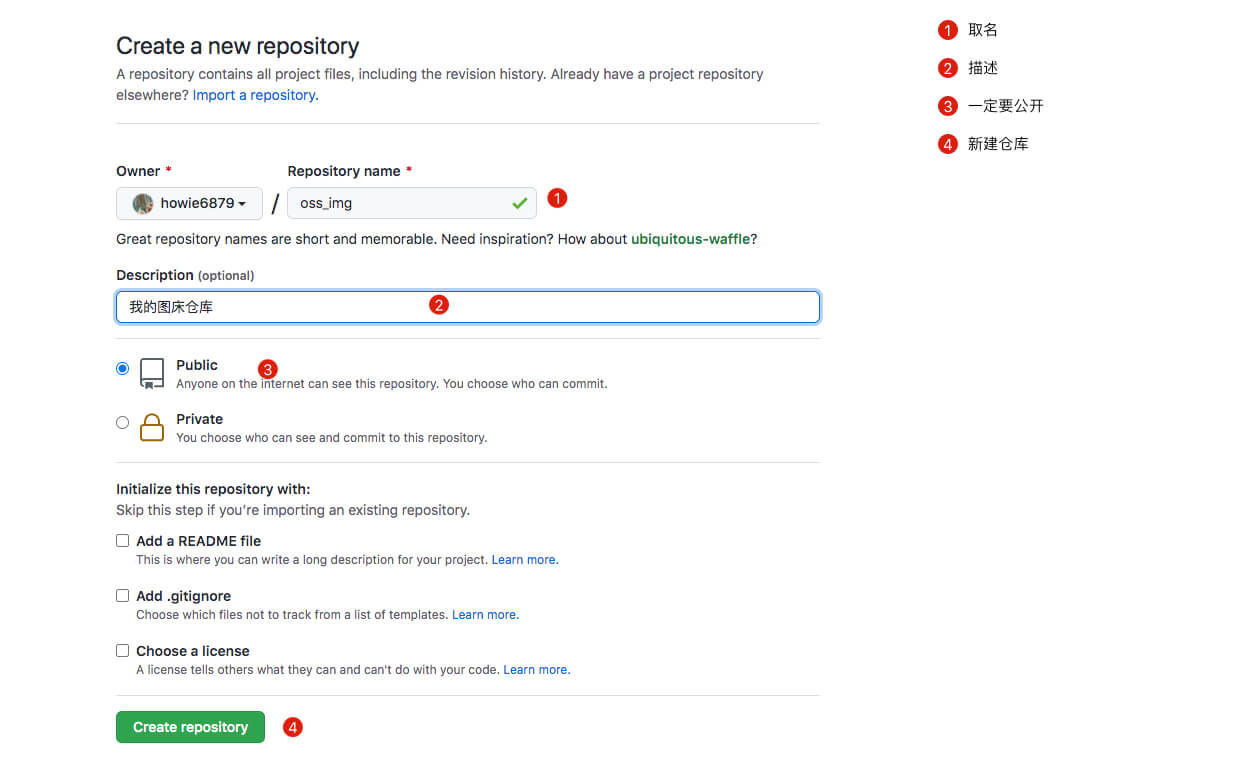 Create a new repository
A repository contains all project files, including the revision history. Already have a project repository
elsewhere? Import a repository.
Owner *
Repository name *
howie6879
/
oss_img
1
Great repository names are short and memorable. Need inspiration? How about ubiquitous-waffle?
Description (optional)
我的图床仓库
2
Public
3
Anyone on the internet can see this repository. You choose who can commit.
Private
You choose who can see and commit to this repository.
Initialize this repository with:
Skip this step if you're importing an existing repository.
Add a README file
This is where you can write a long description for your project. Learn more.
Add .gitignore
Choose which files not to track from a list of templates. Learn more.
Choose a license
A license tells others what they can and can't do with your code. Learn more.
Create repository
4
1 取名
2 描述
3 一定要公开
4 新建仓库